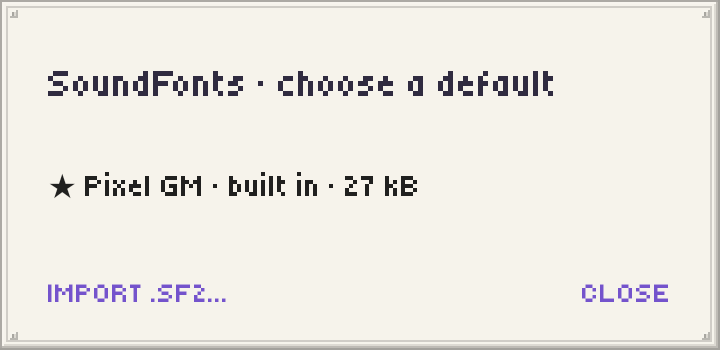 SoundFonts · choose a default
★ Pixel GM · built in · 27 kB
IMPORT .SF2...
CLOSE